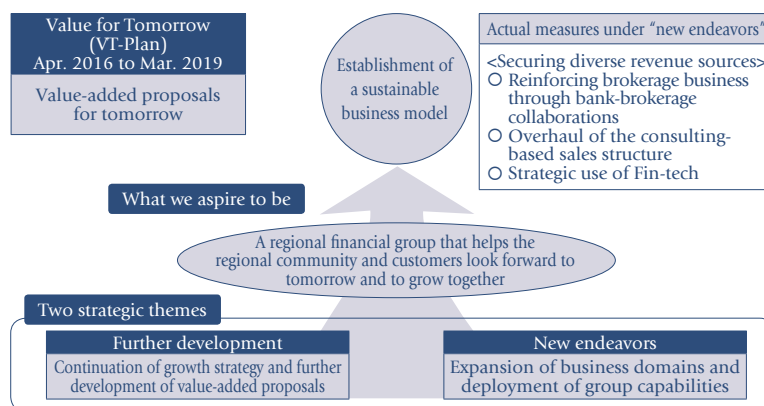 Value for Tomorrow
(VT-Plan)
Apr. 2016 to Mar. 2019
Value-added proposals
for tomorrow
Establishment of
a sustainable
business model
Actual measures under “new endeavors”
<Securing diverse revenue sources>
○ Reinforcing brokerage business
through bank-brokerage
collaborations
○ Overhaul of the consulting-
based sales structure
○ Strategic use of Fin-tech
What we aspire to be
A regional financial group that helps the
regional community and customers look forward to
tomorrow and to grow together
Two strategic themes
Further development
Continuation of growth strategy and further
development of value-added proposals
New endeavors
Expansion of business domains and
deployment of group capabilities